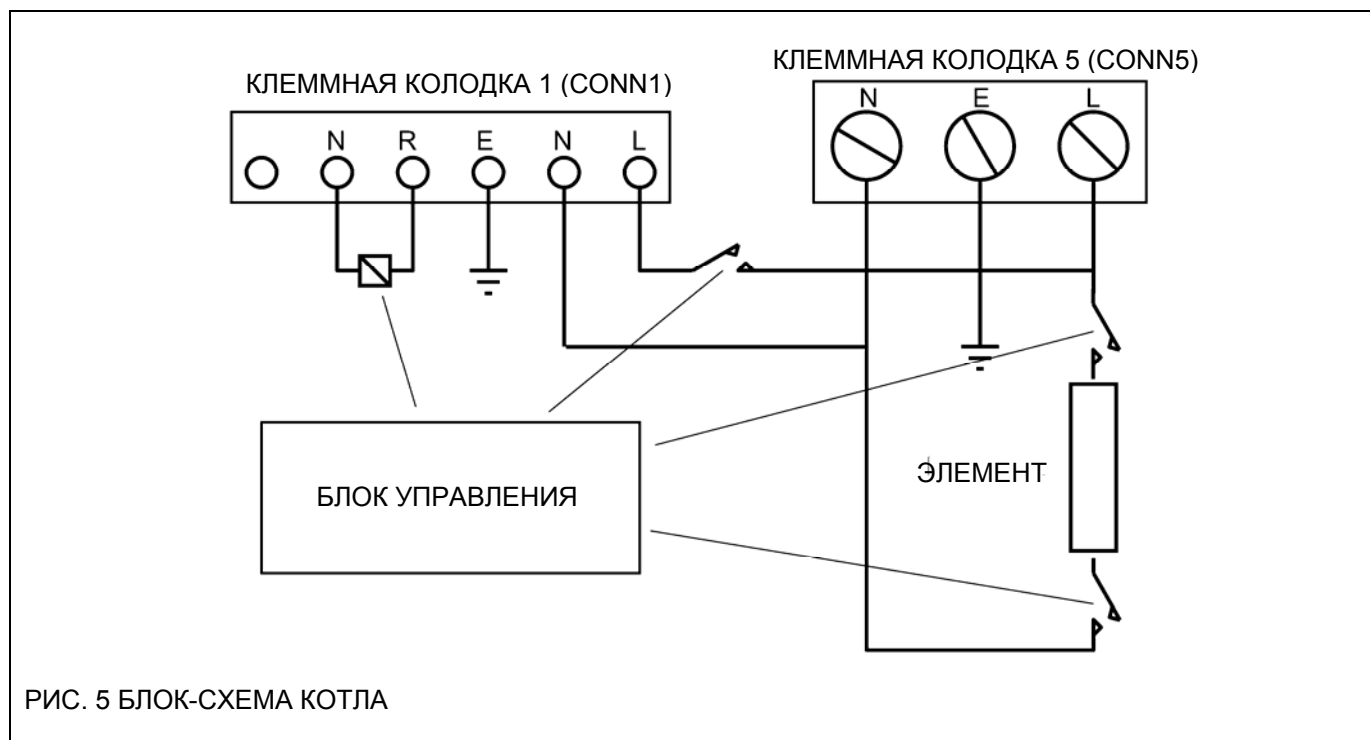 КЛЕММНАЯ КОЛОДКА 5 (CONN5)
КЛЕММНАЯ КОЛОДКА 1 (CONN1)
N E L
N R E N L
ЭЛЕМЕНТ
БЛОК УПРАВЛЕНИЯ
РИС. 5 БЛОК-СХЕМА КОТЛА